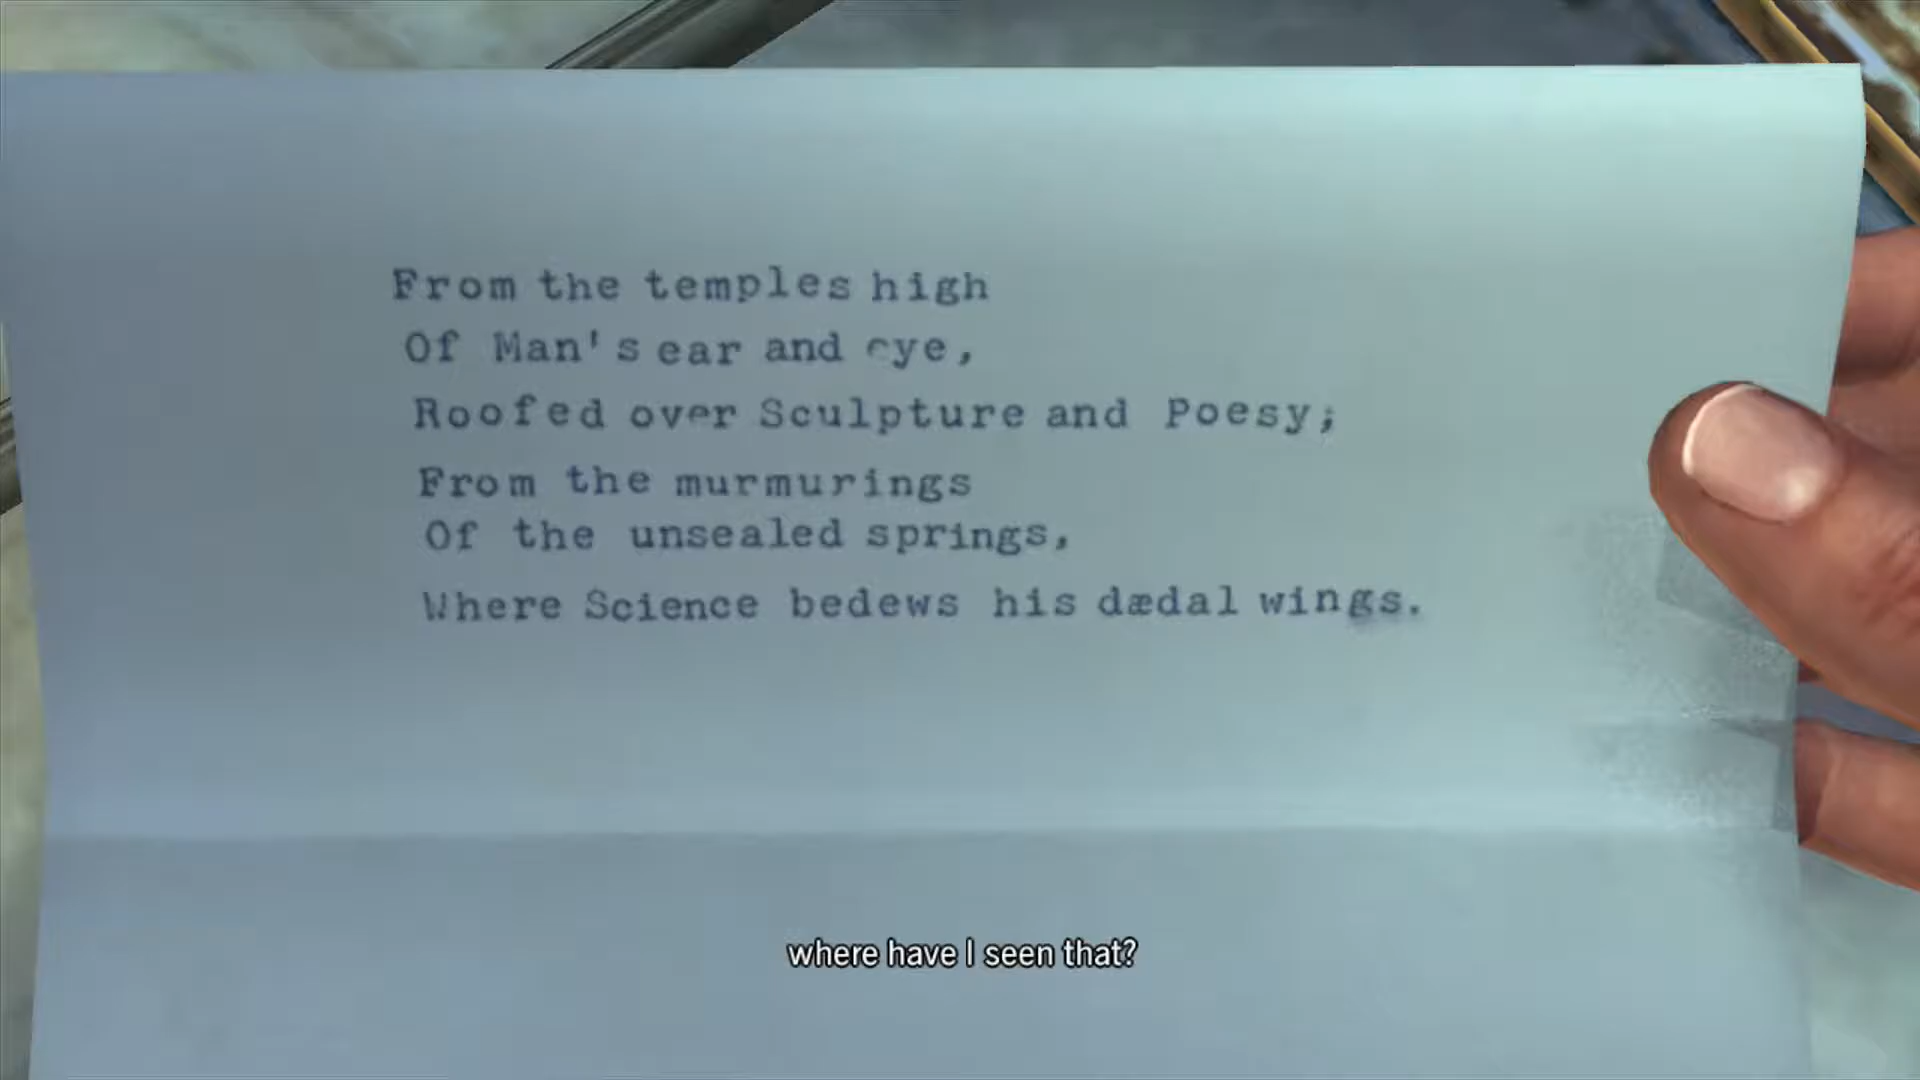 From the temples high
Of Man's ear and eye,
Roofed over Sculpture and Poesy;
From the murmurings
Of the unsealed springs,
Where Science bedews his dædal wings.
where have I seen that?